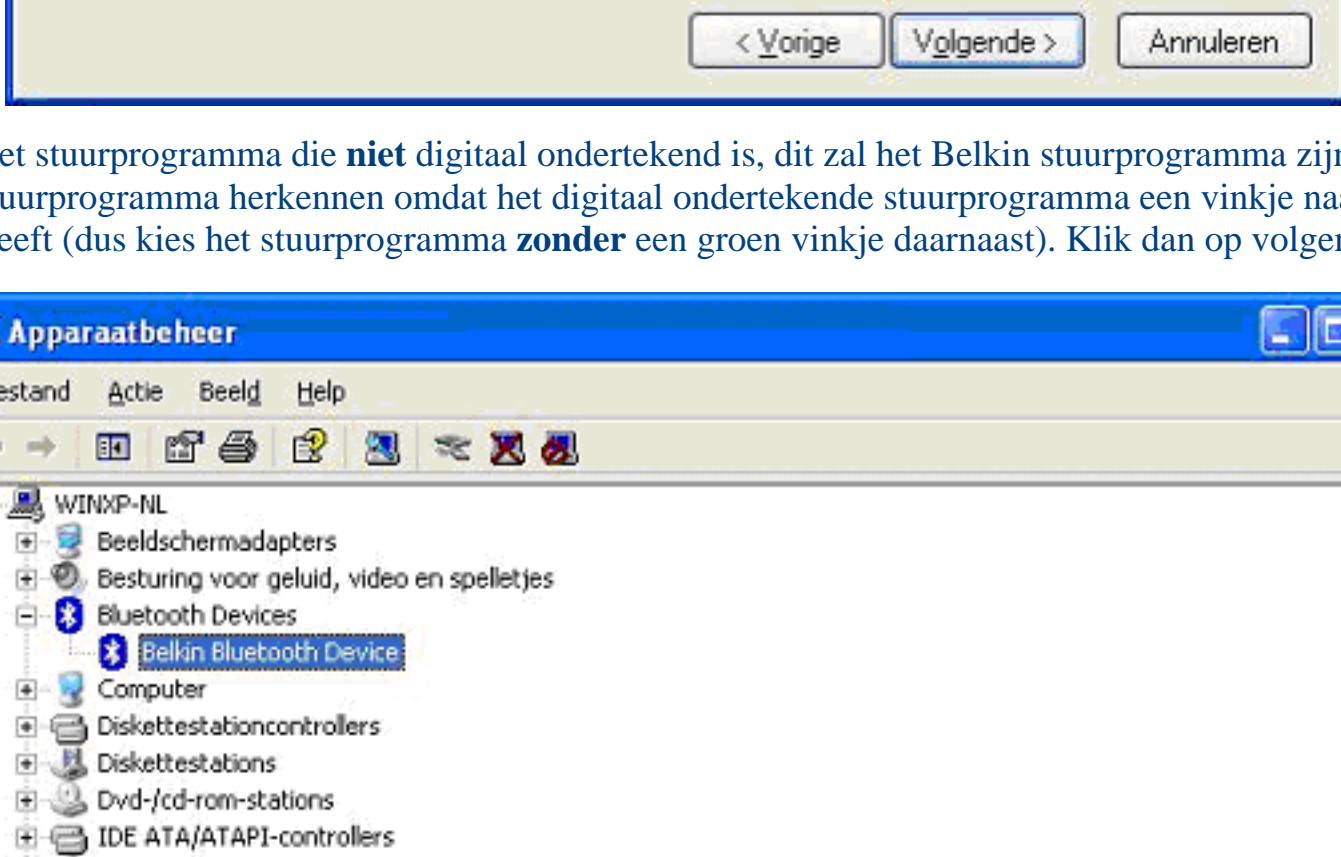 < Vorige Volgende > Annuleren
et stuurprogramma die niet digitaal ondertekend is, dit zal het Belkin stuurprogramma zijn
uurprogramma herkennen omdat het digitaal ondertekende stuurprogramma een vinkje naa
eeft (dus kies het stuurprogramma zonder een groen vinkje daarnaast). Klik dan op volgen
Apparaatbeheer
estand Actie Beeld Help
WINXP-NL
Beeldschermadapters
Besturing voor geluid, video en spelletjes
Bluetooth Devices
Belkin Bluetooth Device
Computer
Diskettestationcontrollers
Diskettestations
Dvd-/cd-rom-stations
IDE ATA/ATAPI-controllers